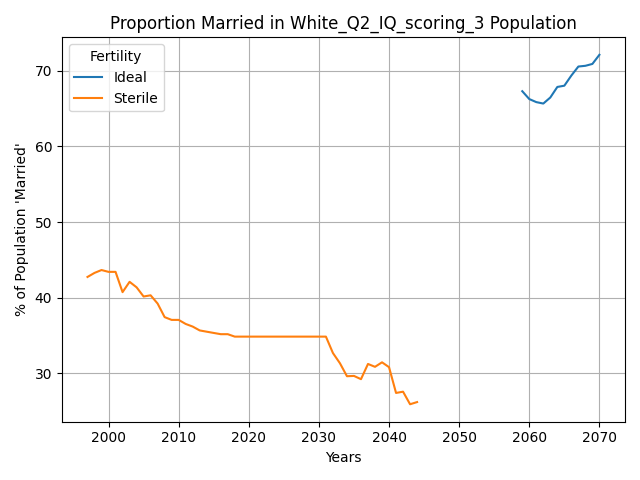 Proportion Married in White_Q2_IQ_scoring_3 Population
Fertility
Ideal
Sterile
% of Population 'Married'
70
60
50
40
30
2000 2010 2020 2030 2040 2050 2060 2070
Years